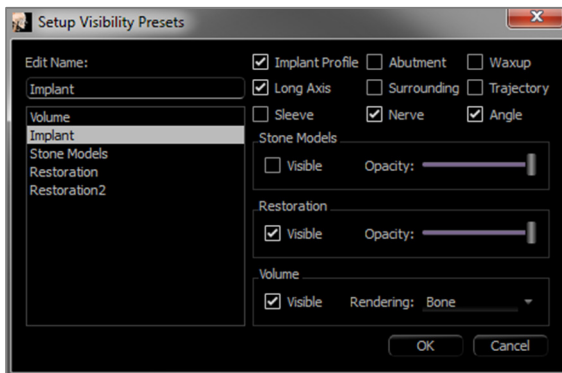 Setup Visibility Presets
Edit Name:
Implant
Volume
Implant
Stone Models
Restoration
Restoration2
Implant Profile Abutment Waxup
Long Axis Surrounding Trajectory
Sleeve Nerve Angle
Stone Models
Visible Opacity:
Restoration
Visible Opacity:
Volume
Visible Rendering: Bone
OK Cancel